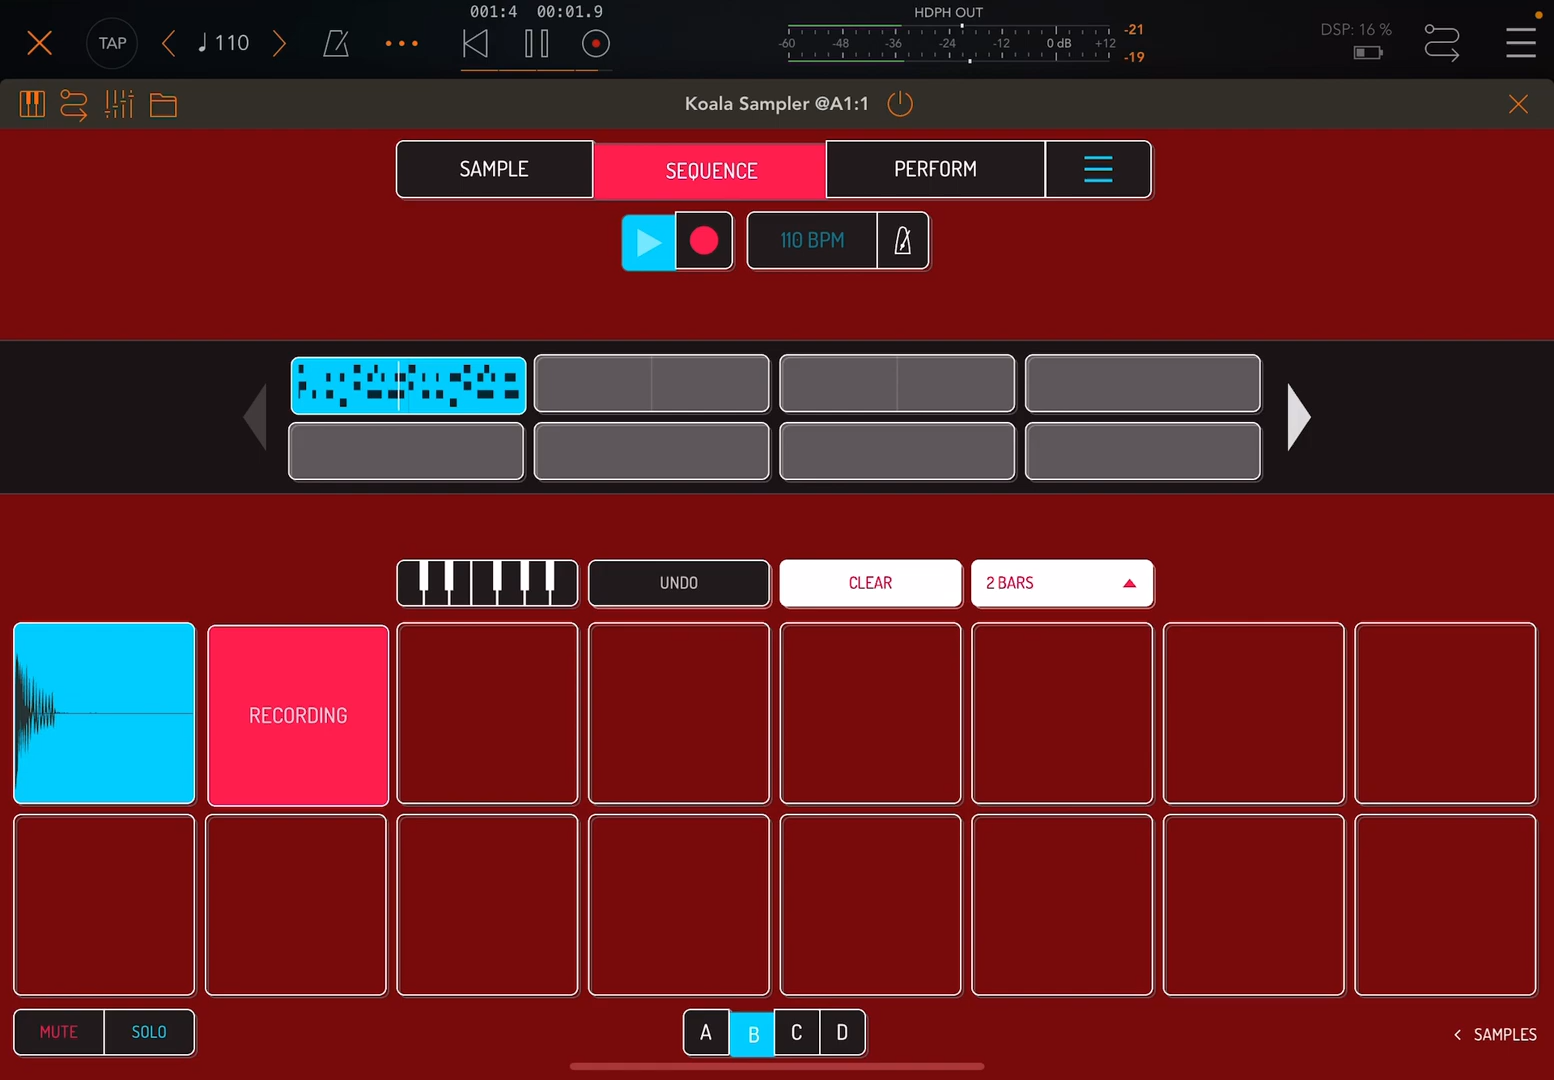 001:4 00:01.9
HDPH OUT
TAP
♩ 110
-60 -48 -36 -24 -12 0 dB +12
-21
-19
DSP: 16 %
Koala Sampler @A1:1
SAMPLE
SEQUENCE
PERFORM
110 BPM
UNDO
CLEAR
2 BARS
RECORDING
MUTE
SOLO
A
B
C
D
< SAMPLES